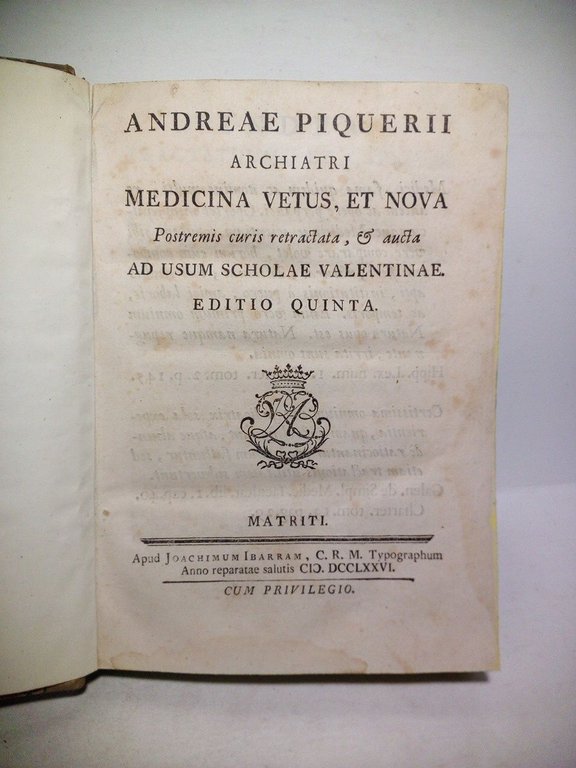 ANDREAE PIQUERII
ARCHIATRI
MEDICINA VETUS, ET NOVA
Postremis curis retractata, & aucta
AD USUM SCHOLAE VALENTINAE.
EDITIO QUINTA.
MATRITI.
Apud JOACHIMUM IBARRAM, C. R. M. Typographum
Anno reparatae salutis CIↃ. DCCLXXVI.
CUM PRIVILEGIO.